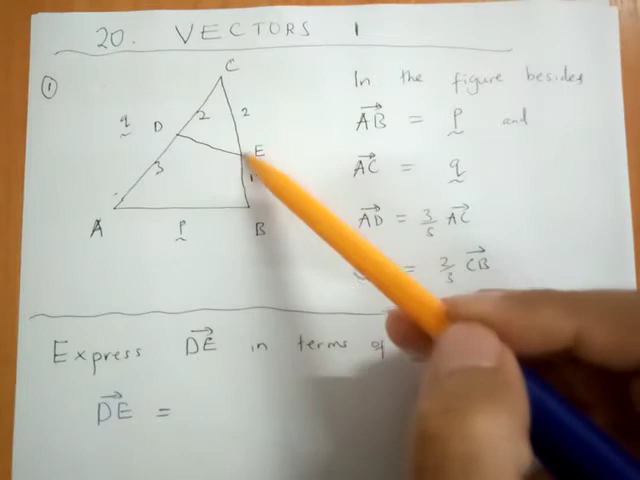 20. VECTORS 1
① In the figure besides
AB = p and
AC = q
AD = 3/5 AC
= 2/3 CB
C
q D 2 2
E
3 1
A p B
Express DE in terms of
DE =